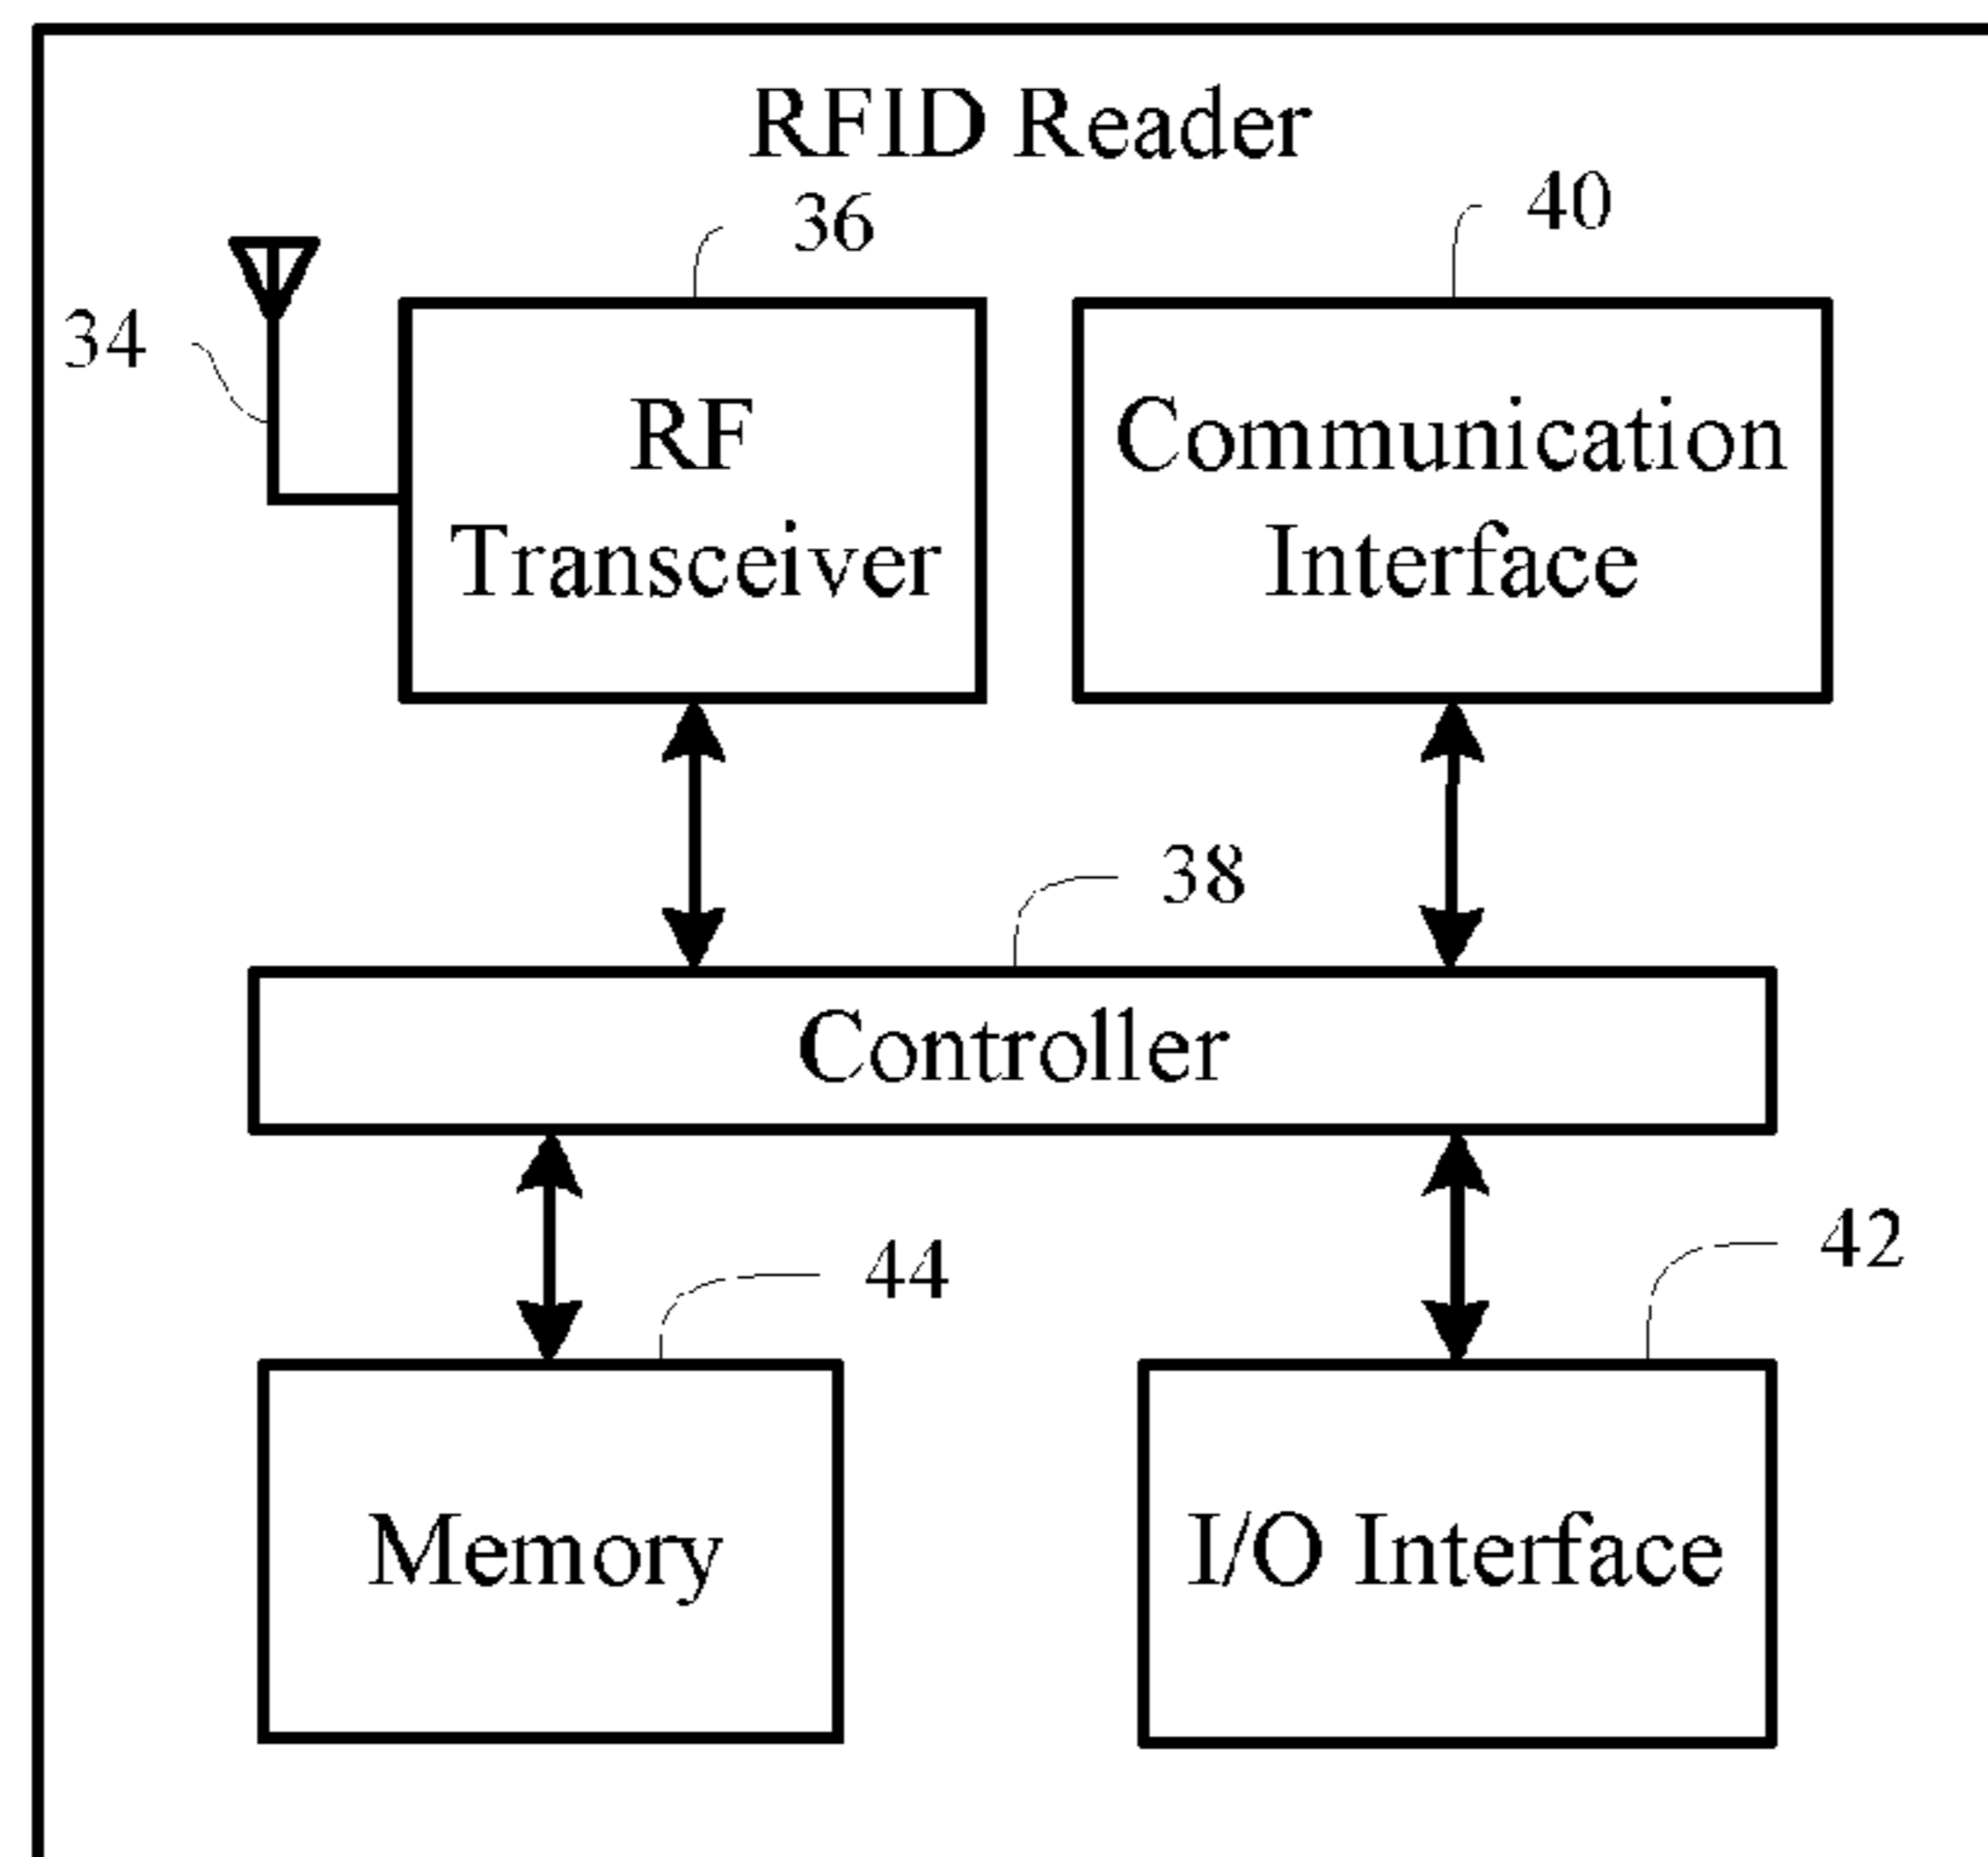 RFID Reader
36
40
34
RF
Transceiver
Communication
Interface
38
Controller
44
42
Memory
I/O Interface